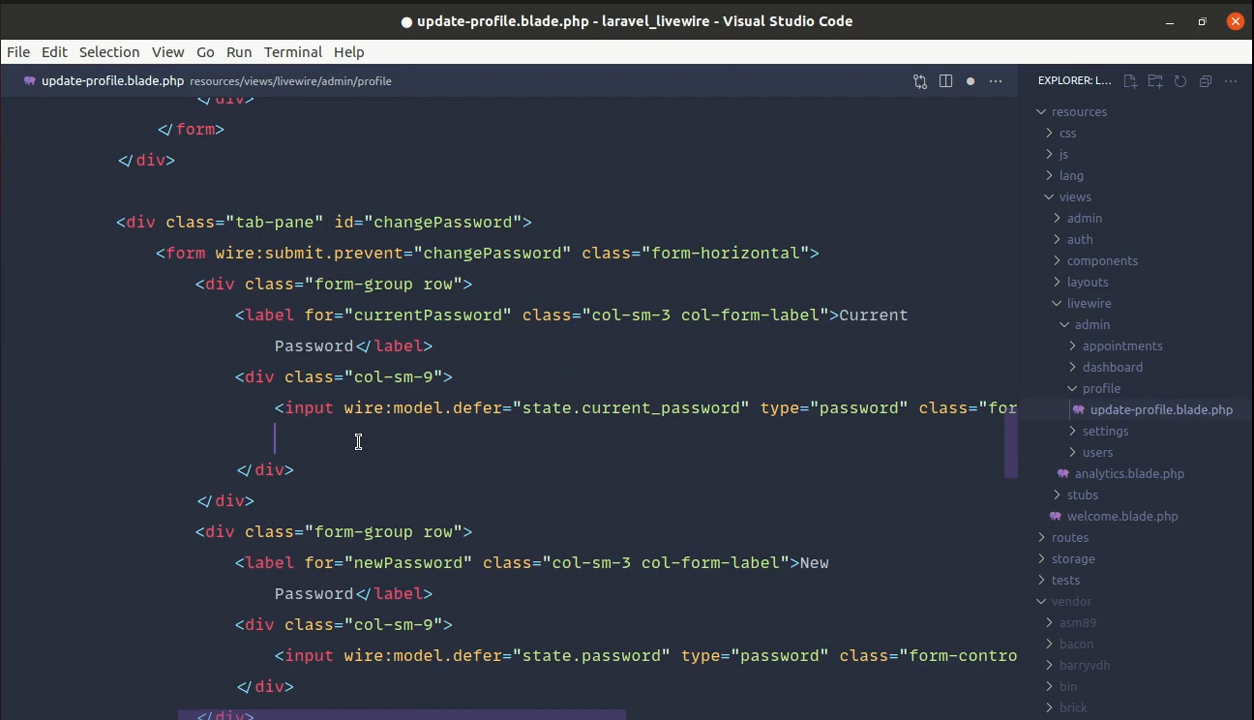 ● update-profile.blade.php - laravel_livewire - Visual Studio Code
File Edit Selection View Go Run Terminal Help
update-profile.blade.php resources/views/livewire/admin/profile
</div>
</form>
</div>
<div class="tab-pane" id="changePassword">
<form wire:submit.prevent="changePassword" class="form-horizontal">
<div class="form-group row">
<label for="currentPassword" class="col-sm-3 col-form-label">Current
Password</label>
<div class="col-sm-9">
<input wire:model.defer="state.current_password" type="password" class="for
</div>
</div>
<div class="form-group row">
<label for="newPassword" class="col-sm-3 col-form-label">New
Password</label>
<div class="col-sm-9">
<input wire:model.defer="state.password" type="password" class="form-contro
</div>
</div>
EXPLORER: L...
resources
css
js
lang
views
admin
auth
components
layouts
livewire
admin
appointments
dashboard
profile
update-profile.blade.php
settings
users
analytics.blade.php
stubs
welcome.blade.php
routes
storage
tests
vendor
asm89
bacon
barryvdh
bin
brick